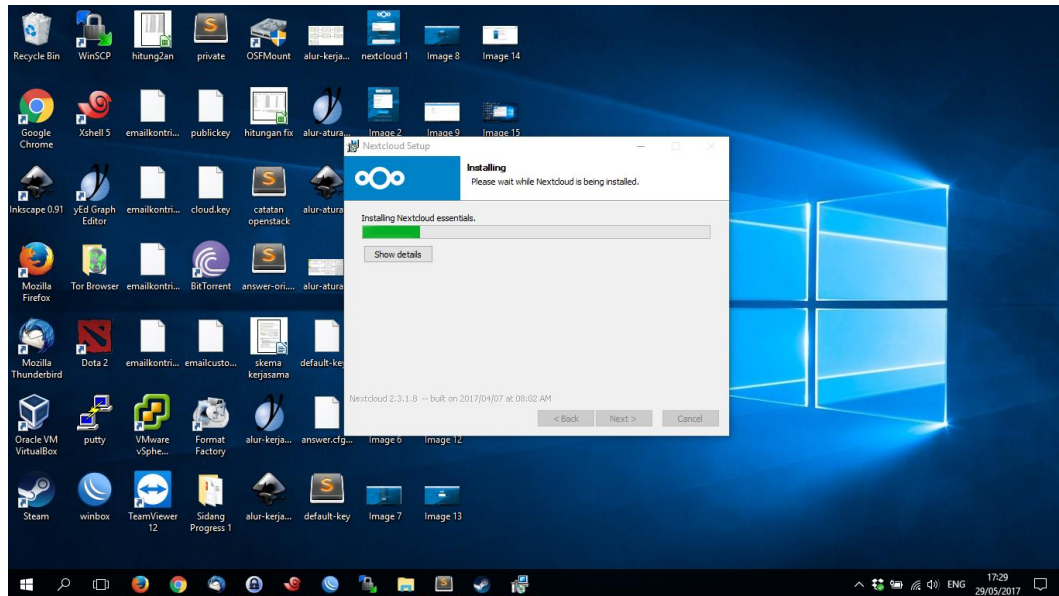 Recycle Bin
WinSCP
hitung2an
private
OSFMount
alur-kerja...
nextcloud 1
Image 8
Image 14
Google
Chrome
Xshell 5
emailkontri...
publickey
hitungan fix
alur-atura...
Image 2
Image 9
Image 15
Inkscape 0.91
yEd Graph
Editor
emailkontri...
cloud.key
catatan
openstack
alur-atura
Mozilla
Firefox
Tor Browser
emailkontri...
BitTorrent
answer-ori....
alur-atura
Mozilla
Thunderbird
Dota 2
emailkontri...
emailcusto...
skema
kerjasama
default-key
Oracle VM
VirtualBox
putty
VMware
vSphe...
Format
Factory
alur-kerja...
answer.cfg...
Image 6
Image 12
Steam
winbox
TeamViewer
12
Sidang
Progress 1
alur-kerja...
default-key
Image 7
Image 13
Nextcloud Setup
Installing
Please wait while Nextcloud is being installed.
Installing Nextcloud essentials.
Show details
Nextcloud 2.3.1.8 -- built on 2017/04/07 at 08:02 AM
< Back
Next >
Cancel
ENG
17:29
29/05/2017